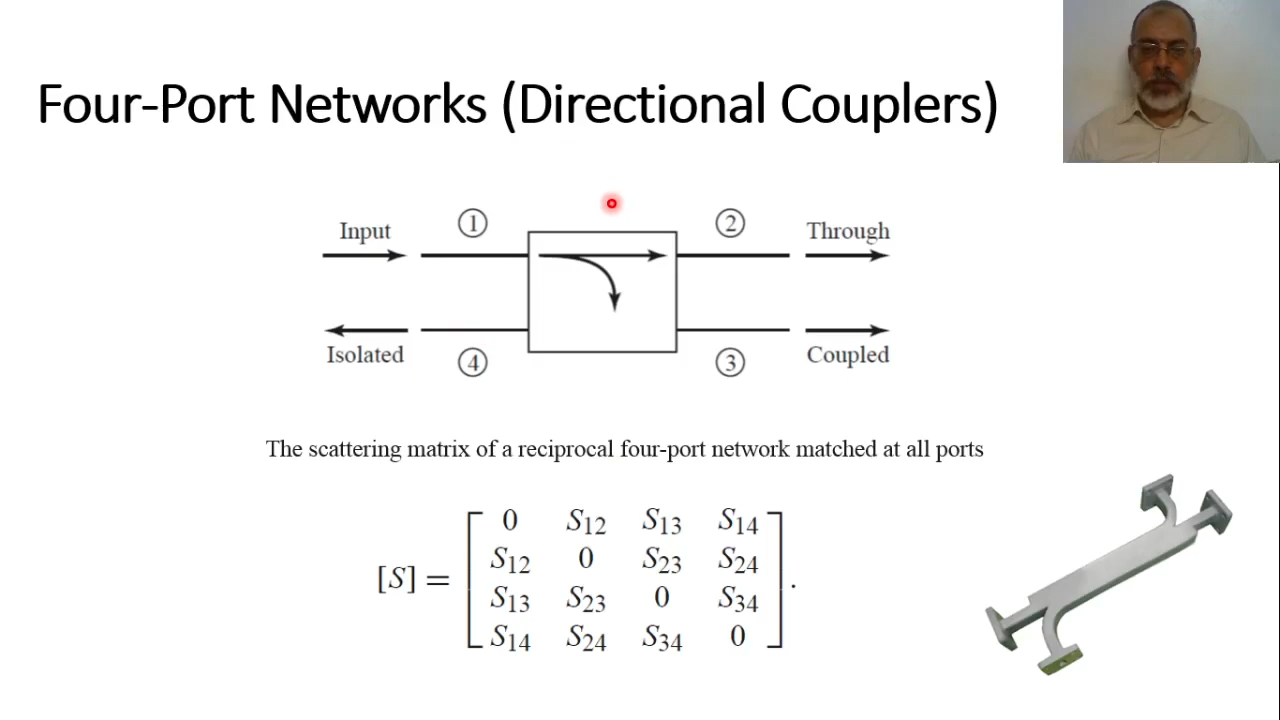 Four-Port Networks (Directional Couplers)
Input ① ② Through
Isolated ④ ③ Coupled
The scattering matrix of a reciprocal four-port network matched at all ports
[S] = [ 0 S12 S13 S14
S12 0 S23 S24
S13 S23 0 S34
S14 S24 S34 0 ] .